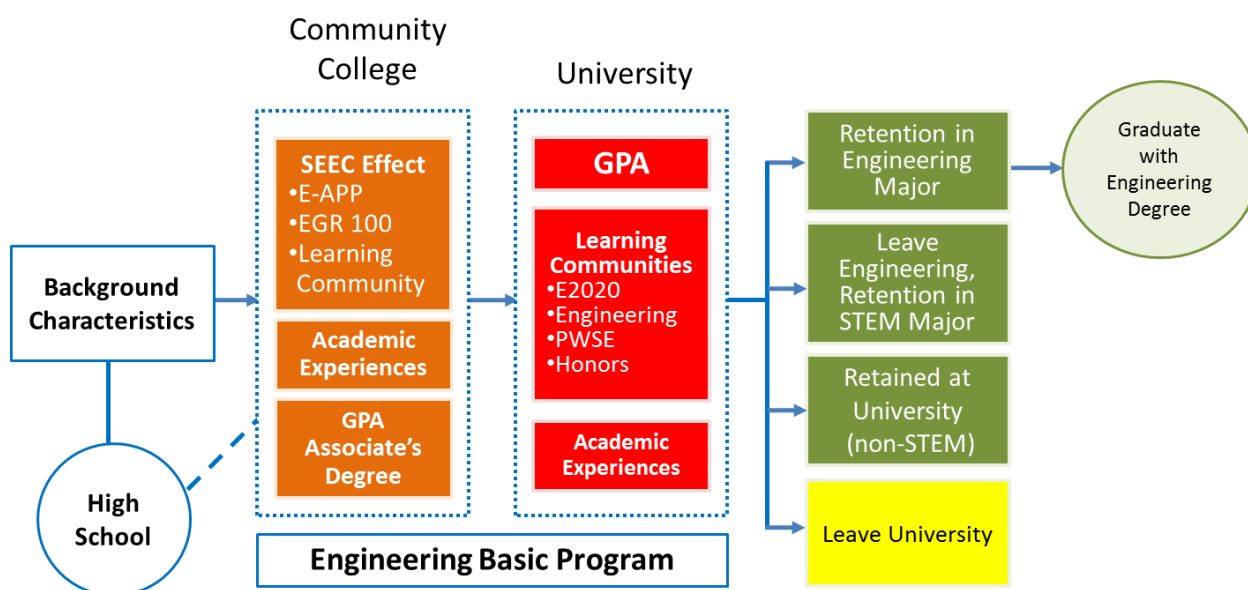 Community
College
University
SEEC Effect
•E-APP
•EGR 100
•Learning
Community
Academic
Experiences
GPA
Associate's
Degree
GPA
Learning
Communities
•E2020
•Engineering
•PWSE
•Honors
Academic
Experiences
Background
Characteristics
High
School
Engineering Basic Program
Retention in
Engineering
Major
Leave
Engineering,
Retention in
STEM Major
Retained at
University
(non-STEM)
Leave University
Graduate
with
Engineering
Degree